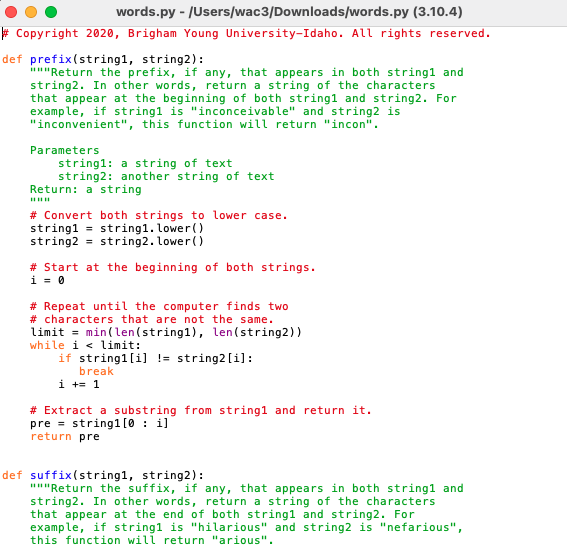 words.py - /Users/wac3/Downloads/words.py (3.10.4)
# Copyright 2020, Brigham Young University-Idaho. All rights reserved.

def prefix(string1, string2):
    """Return the prefix, if any, that appears in both string1 and
    string2. In other words, return a string of the characters
    that appear at the beginning of both string1 and string2. For
    example, if string1 is "inconceivable" and string2 is
    "inconvenient", this function will return "incon".

    Parameters
        string1: a string of text
        string2: another string of text
    Return: a string
    """
    # Convert both strings to lower case.
    string1 = string1.lower()
    string2 = string2.lower()

    # Start at the beginning of both strings.
    i = 0

    # Repeat until the computer finds two
    # characters that are not the same.
    limit = min(len(string1), len(string2))
    while i < limit:
        if string1[i] != string2[i]:
           break
        i += 1

    # Extract a substring from string1 and return it.
    pre = string1[0 : i]
    return pre


def suffix(string1, string2):
    """Return the suffix, if any, that appears in both string1 and
    string2. In other words, return a string of the characters
    that appear at the end of both string1 and string2. For
    example, if string1 is "hilarious" and string2 is "nefarious",
    this function will return "arious".